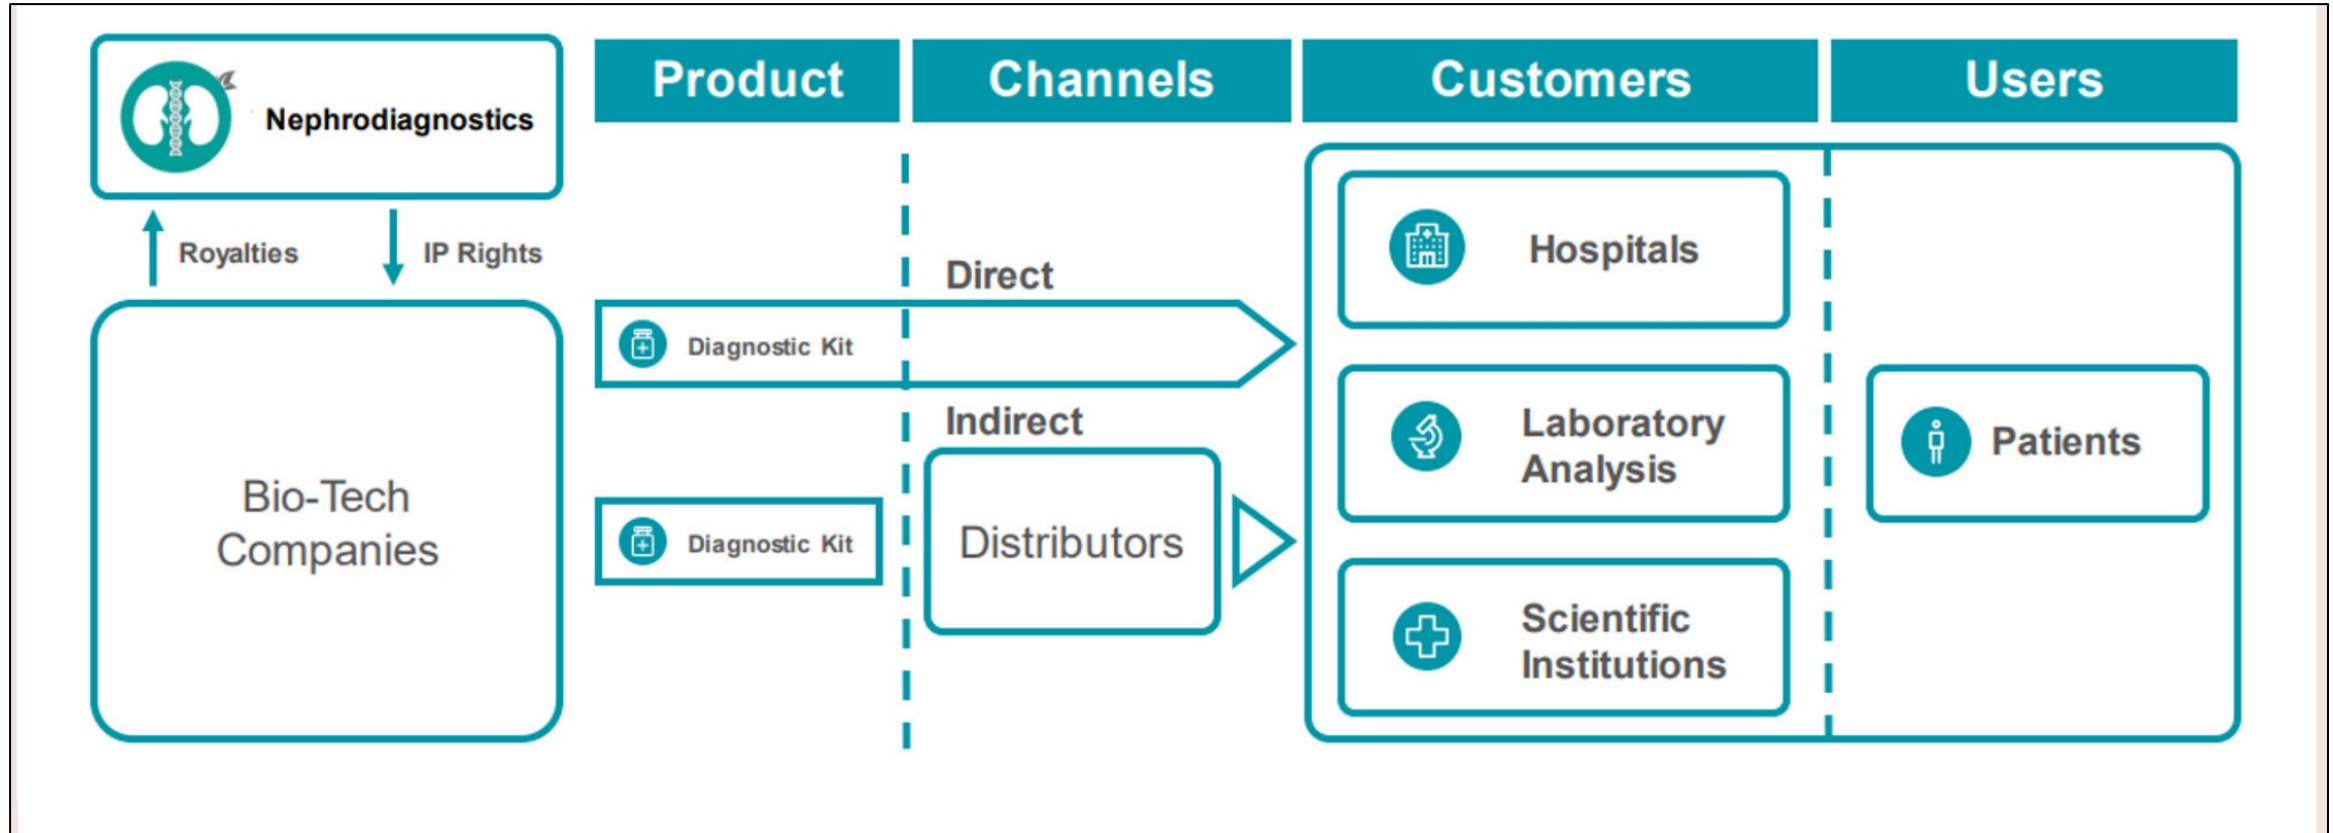 Nephrodiagnostics
Product
Channels
Customers
Users
Royalties
IP Rights
Bio-Tech
Companies
Direct
Diagnostic Kit
Indirect
Diagnostic Kit
Distributors
Hospitals
Laboratory
Analysis
Scientific
Institutions
Patients